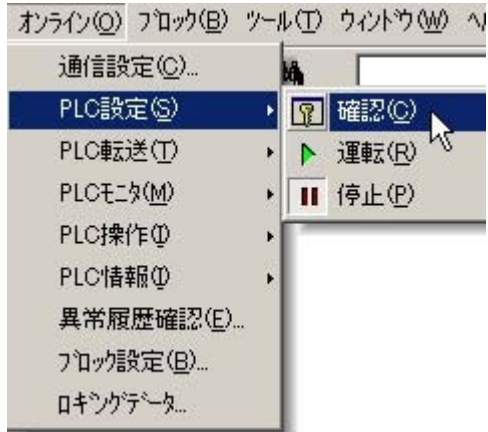 オンライン(O) ブロック(B) ツール(T) ウィンドウ(W) ヘル
通信設定(C)...
PLC設定(S)
確認(C)
PLC転送(T)
運転(R)
PLCモニタ(M)
停止(P)
PLC操作(I)
PLC情報(I)
異常履歴確認(E)...
ブロック設定(B)...
ロギングデータ...